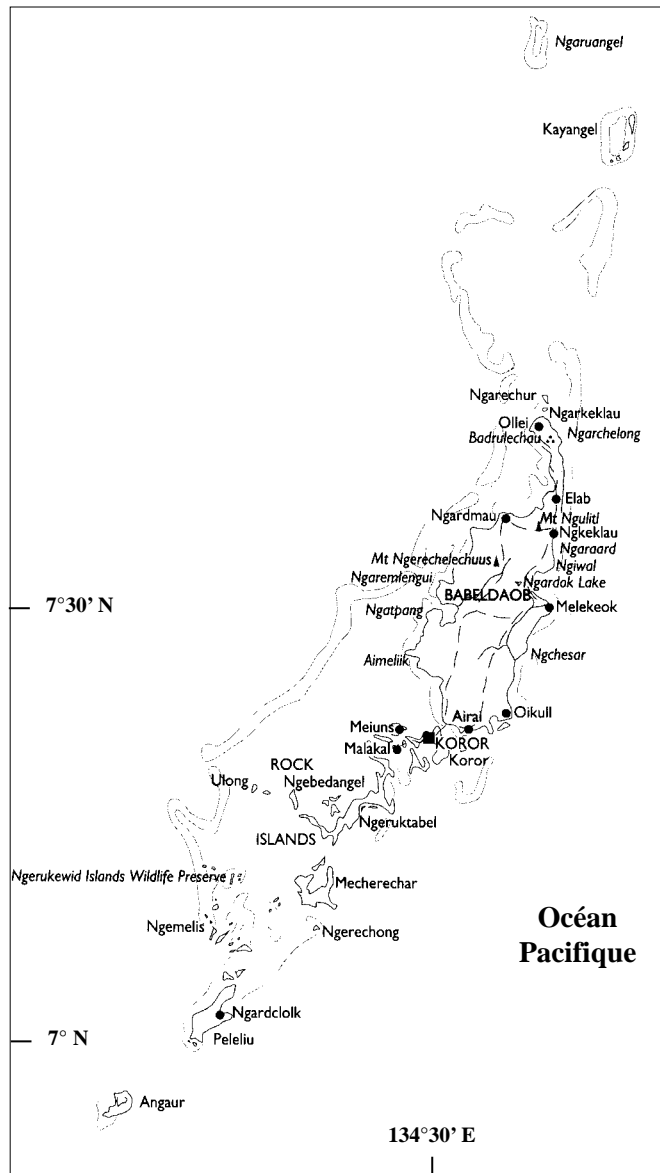 Ngaruangel
Kayangel
Ngarechur
Ngarkeklau
Ollei
Badrulechau
Ngarchelong
Elab
Ngardmau
Mt Ngulitl
Ngkeklau
Ngaraard
Mt Ngerechelechuus
Ngiwal
Ngaremlengui
Ngardok Lake
BABELDAOB
7°30' N
Ngatpang
Melekeok
Aimeliik
Ngchesar
Oikull
Meiuns
Airai
KOROR
Malakal
Koror
ROCK
Ulong
Ngebedangel
Ngeruktabel
ISLANDS
Ngerukewid Islands Wildlife Preserve
Mecherechar
Ngemelis
Ngerechong
Océan
Pacifique
Ngardclolk
7° N
Peleliu
Angaur
134°30' E